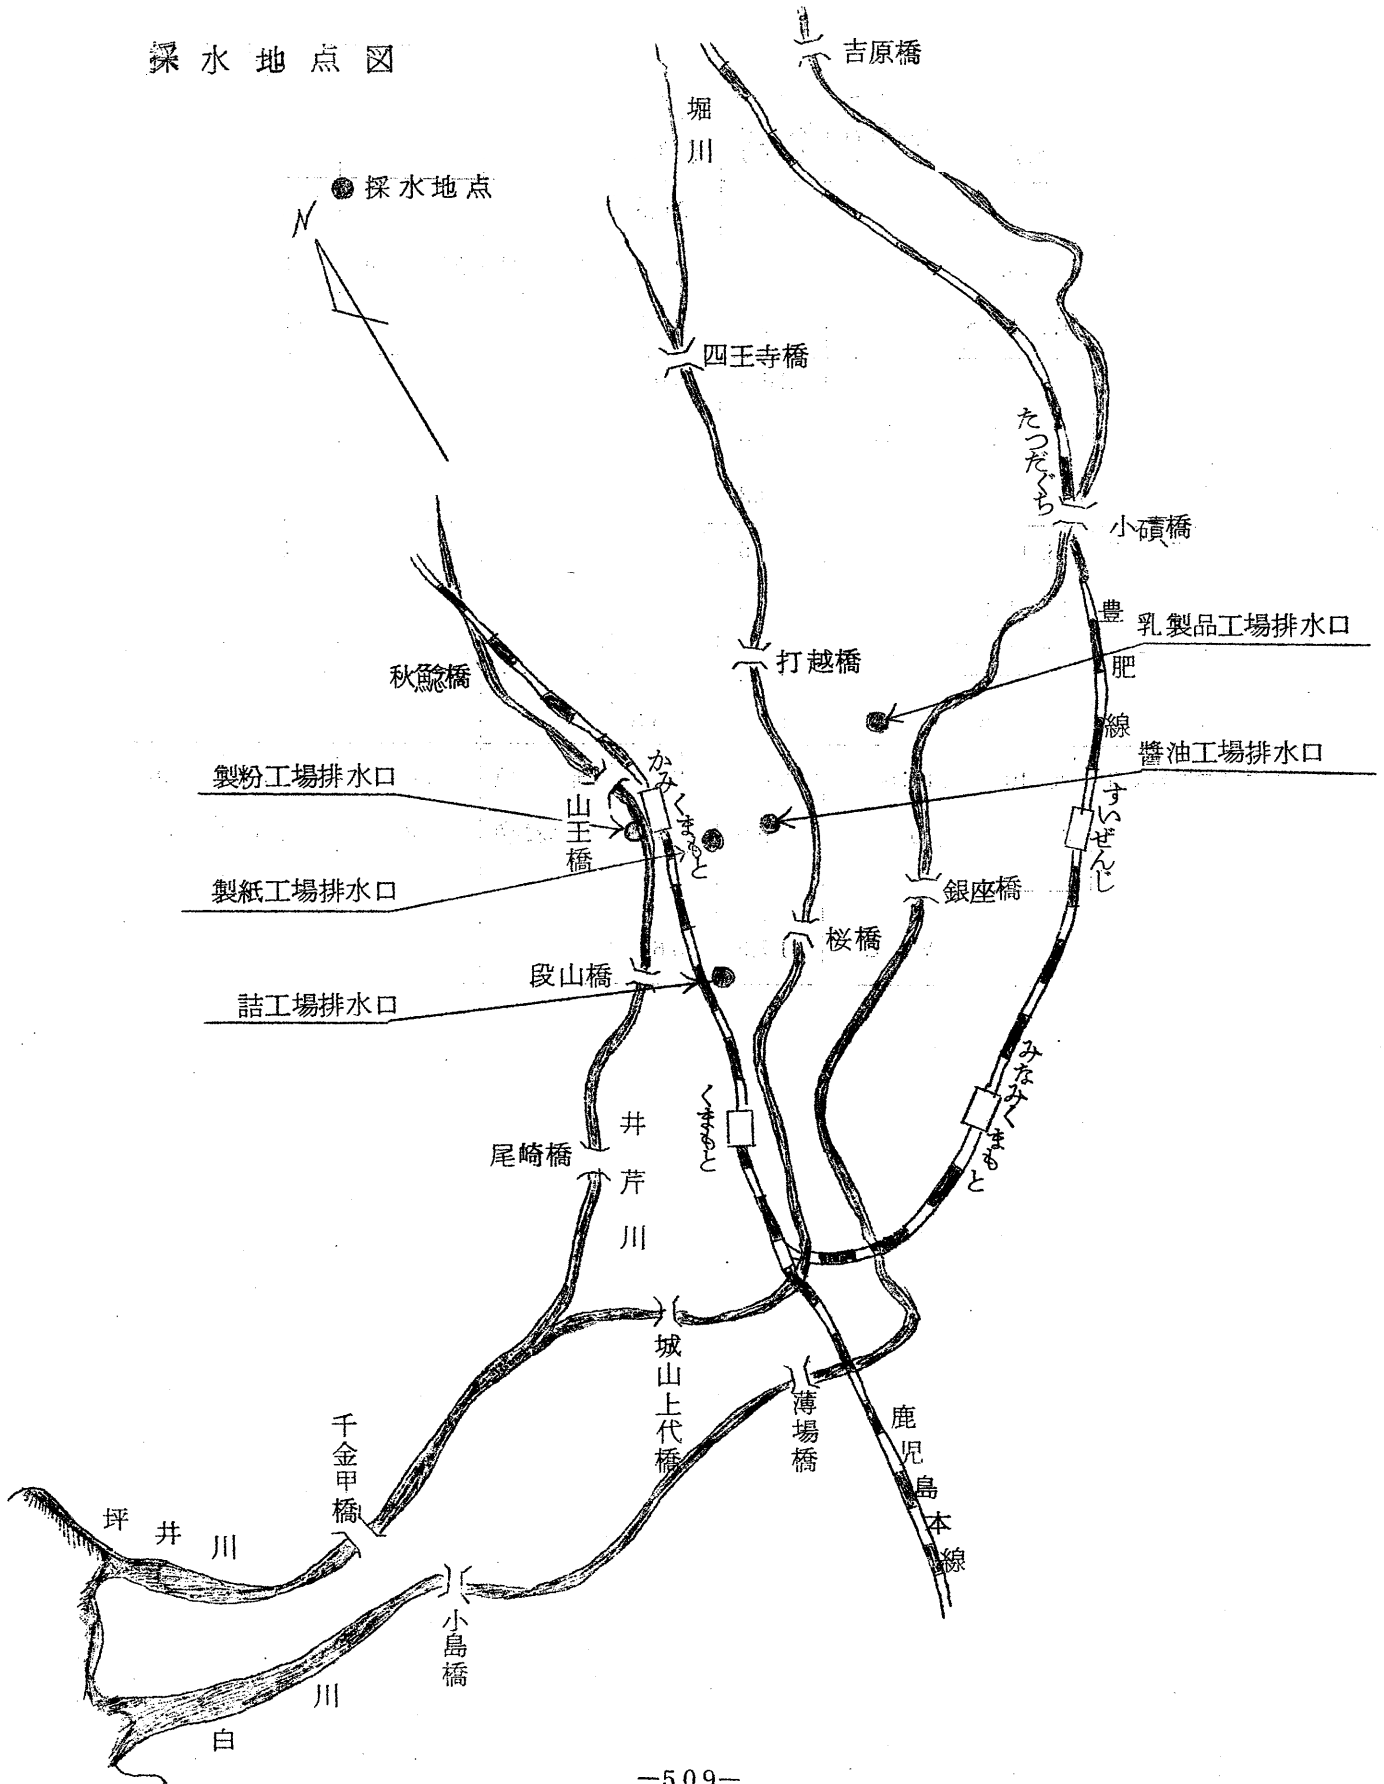 採水地点図
吉原橋
堀川
採水地点
N
四王寺橋
たつだぐち
小磧橋
豊肥線
乳製品工場排水口
打越橋
秋鯰橋
醬油工場排水口
かみくまもと
製粉工場排水口
山王橋
すいぜんじ
製紙工場排水口
銀座橋
桜橋
段山橋
詰工場排水口
みなみくまもと
くまもと
井芹川
尾崎橋
城山上代橋
薄場橋
千金甲橋
鹿児島本線
坪井川
小島橋
白川
—509—